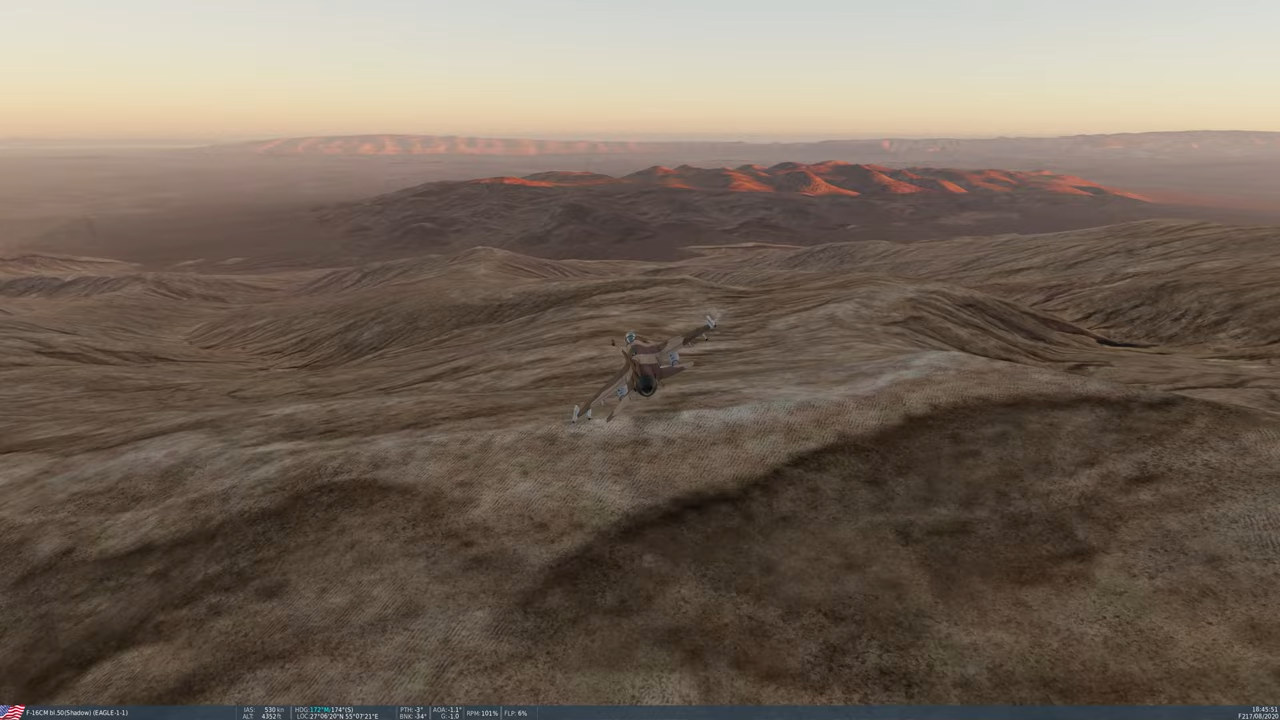 F-16CM bl.50(Shadow) (EAGLE-1-1)
IAS: 530 kn
ALT: 4352 ft
HDG:172°M/174°(S)
LOC:27°06'20"N 55°07'21"E
PTH: -3°
BNK: -34°
AOA:-1.1°
G:-1.0
RPM: 101%
FLP: 6%
18:45:51